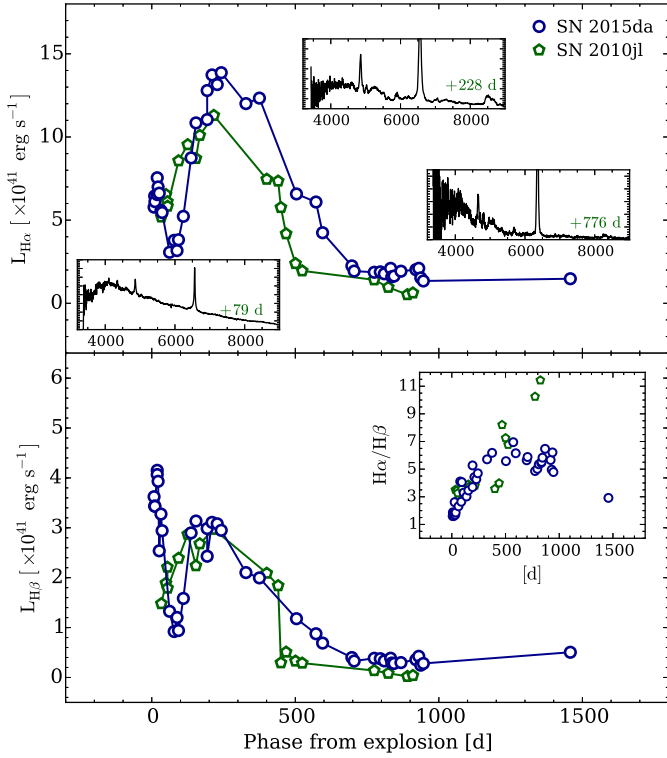 SN 2015da
SN 2010jl
15
10
5
0
L_Hα [ ×10^41 erg s^−1]
+228 d
4000 6000 8000
+776 d
4000 6000 8000
+79 d
4000 6000 8000
6
5
4
3
2
1
0
L_Hβ [ ×10^41 erg s^−1]
11
9
7
5
3
1
Hα/Hβ
0 500 1000 1500
[d]
0 500 1000 1500
Phase from explosion [d]